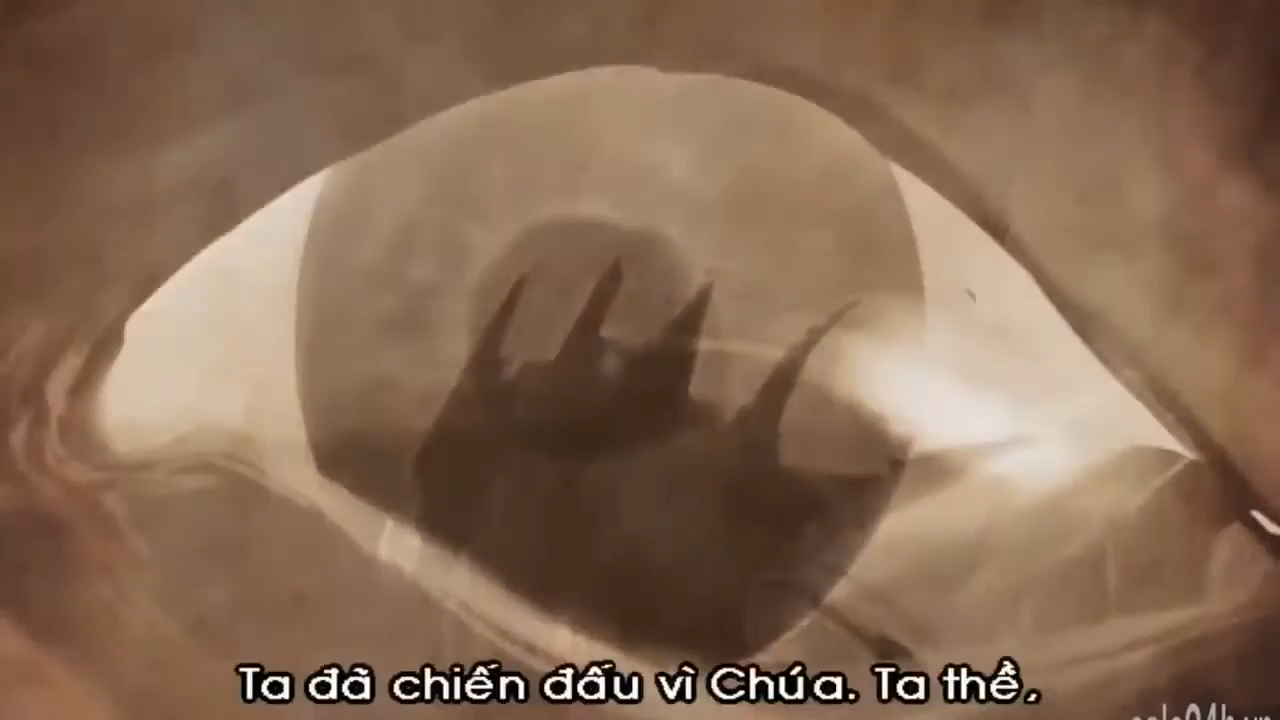 Ta đã chiến đấu vì Chúa. Ta thề,